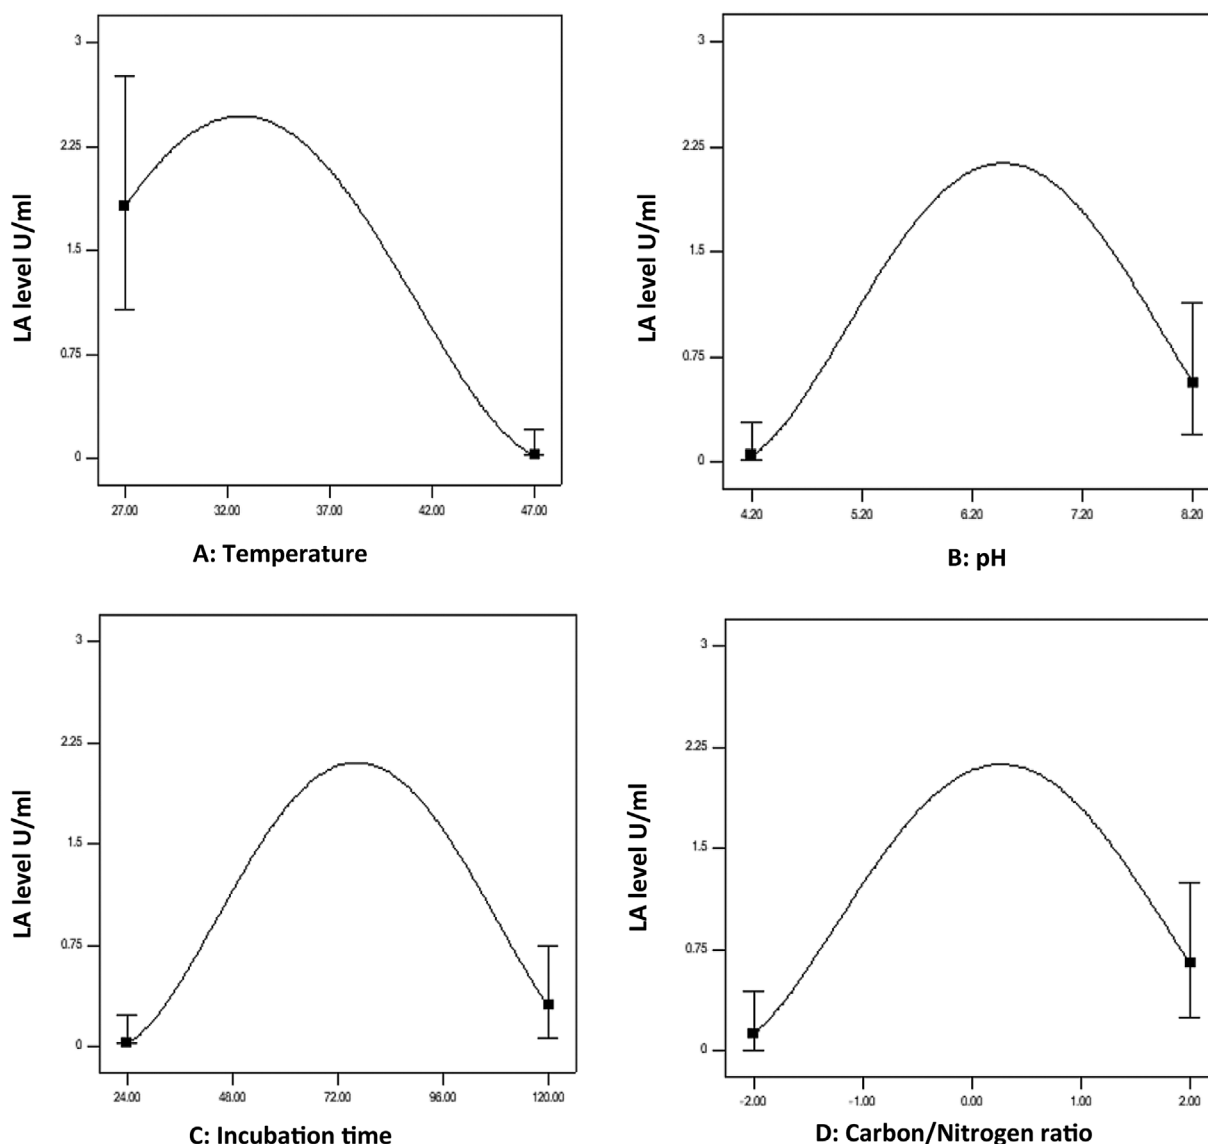 3
2.25
1.5
0.75
0
LA level U/ml
27.00 32.00 37.00 42.00 47.00
A: Temperature
3
2.25
1.5
0.75
0
LA level U/ml
4.20 5.20 6.20 7.20 8.20
B: pH
3
2.25
1.5
0.75
0
LA level U/ml
24.00 48.00 72.00 96.00 120.00
C: Incubation time
3
2.25
1.5
0.75
0
LA level U/ml
-2.00 -1.00 0.00 1.00 2.00
D: Carbon/Nitrogen ratio